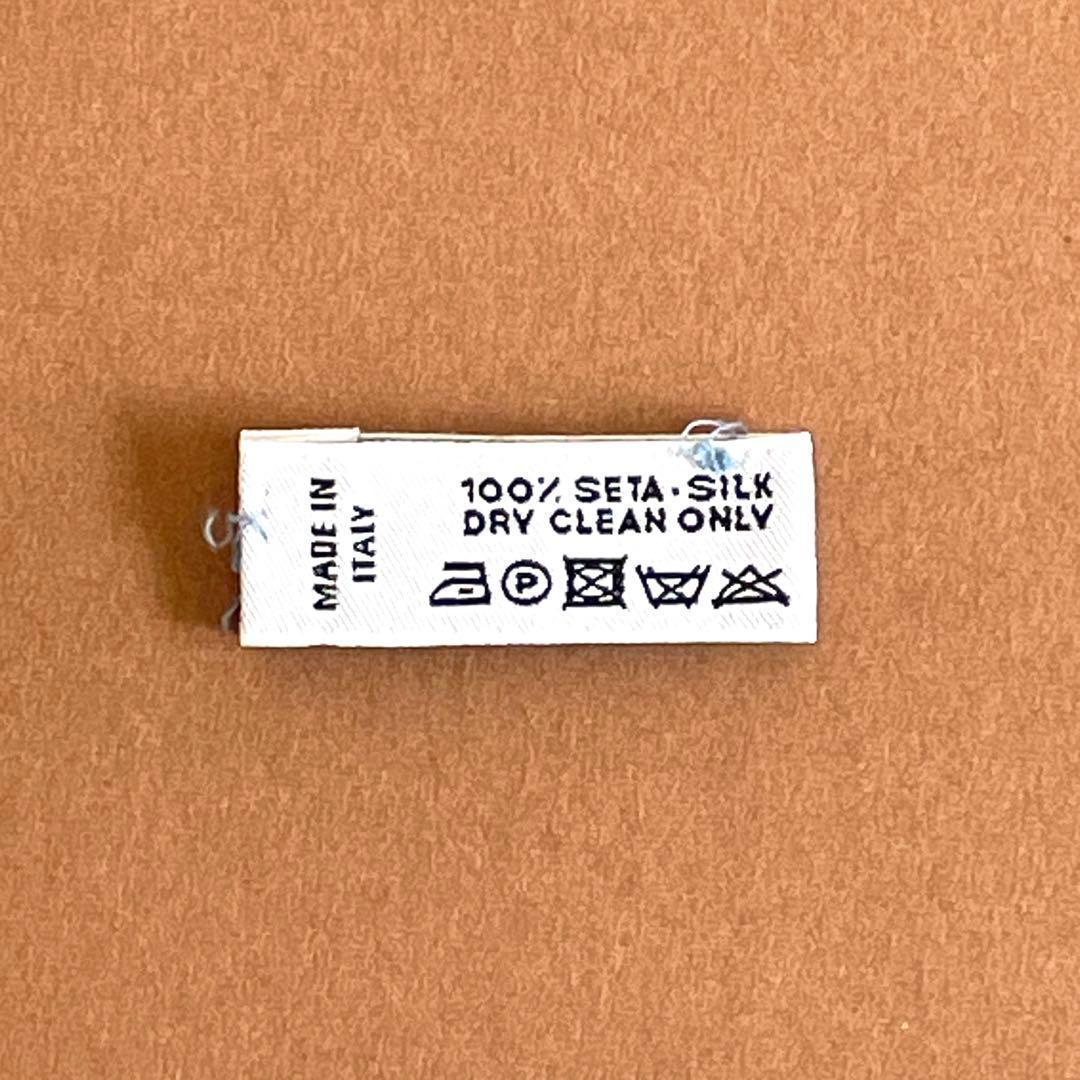 MADE IN
ITALY
100% SETA · SILK
DRY CLEAN ONLY
P